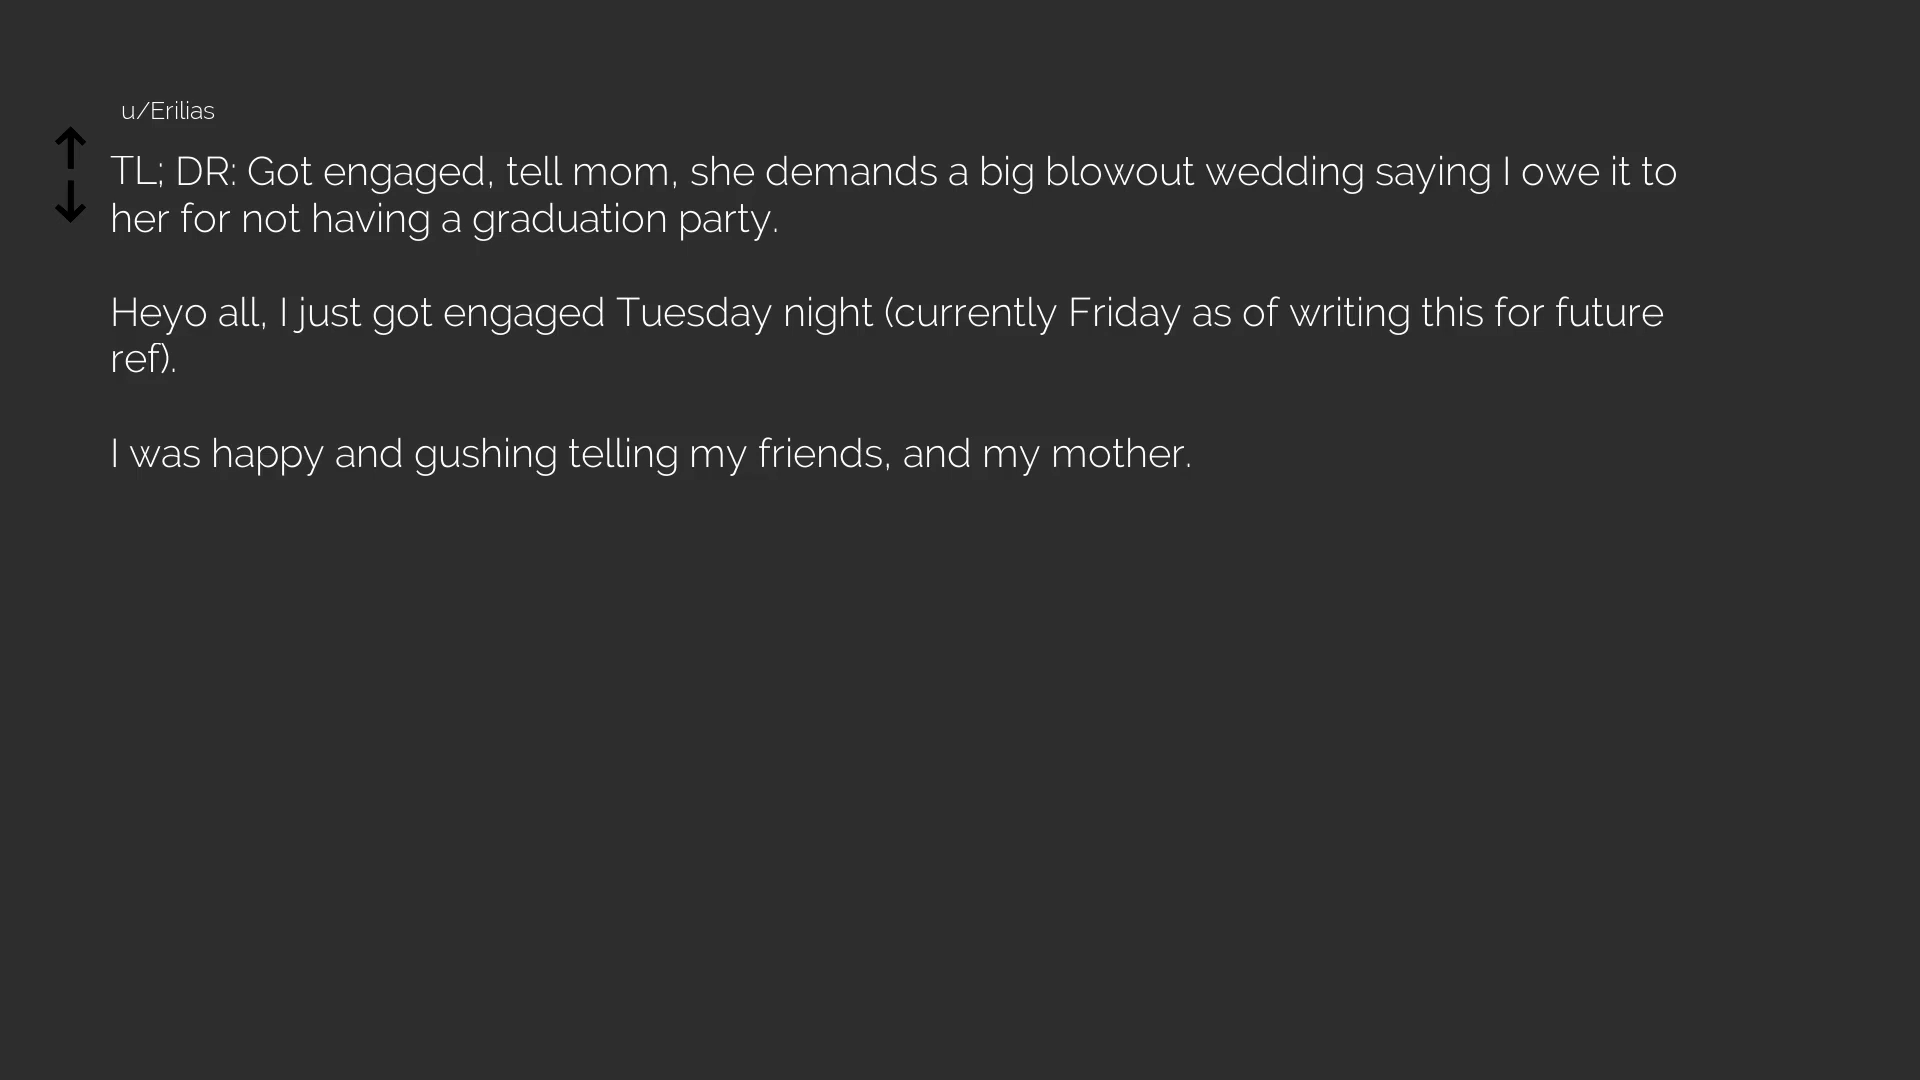 u/Erilias
TL; DR: Got engaged, tell mom, she demands a big blowout wedding saying I owe it to
her for not having a graduation party.
Heyo all, I just got engaged Tuesday night (currently Friday as of writing this for future
ref).
I was happy and gushing telling my friends, and my mother.